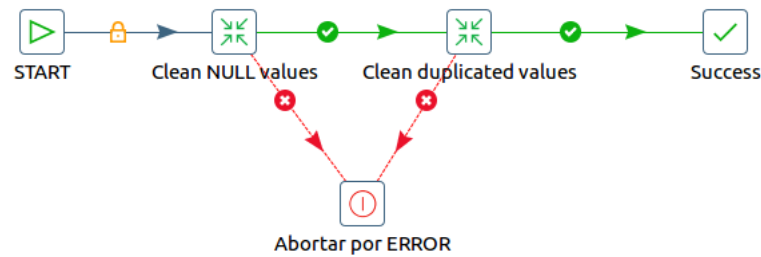 START
Clean NULL values
Clean duplicated values
Success
Abortar por ERROR